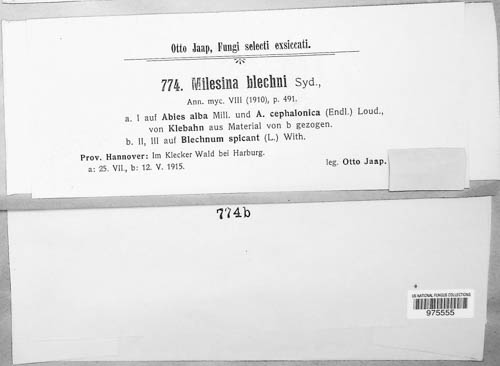 Otto Jaap, Fungi selecti exsiccati.
774. Milesina blechni Syd.,
Ann. myc. VIII (1910), p. 491.
a. I auf Abies alba Mill. und A. cephalonica (Endl.) Loud.,
von Klebahn aus Material von b gezogen.
b. II, III auf Blechnum spicant (L.) With.
Prov. Hannover: Im Klecker Wald bei Harburg.
a: 25. VII., b: 12. V. 1915.
leg. Otto Jaap.
774b
US NATIONAL FUNGUS COLLECTIONS
975555